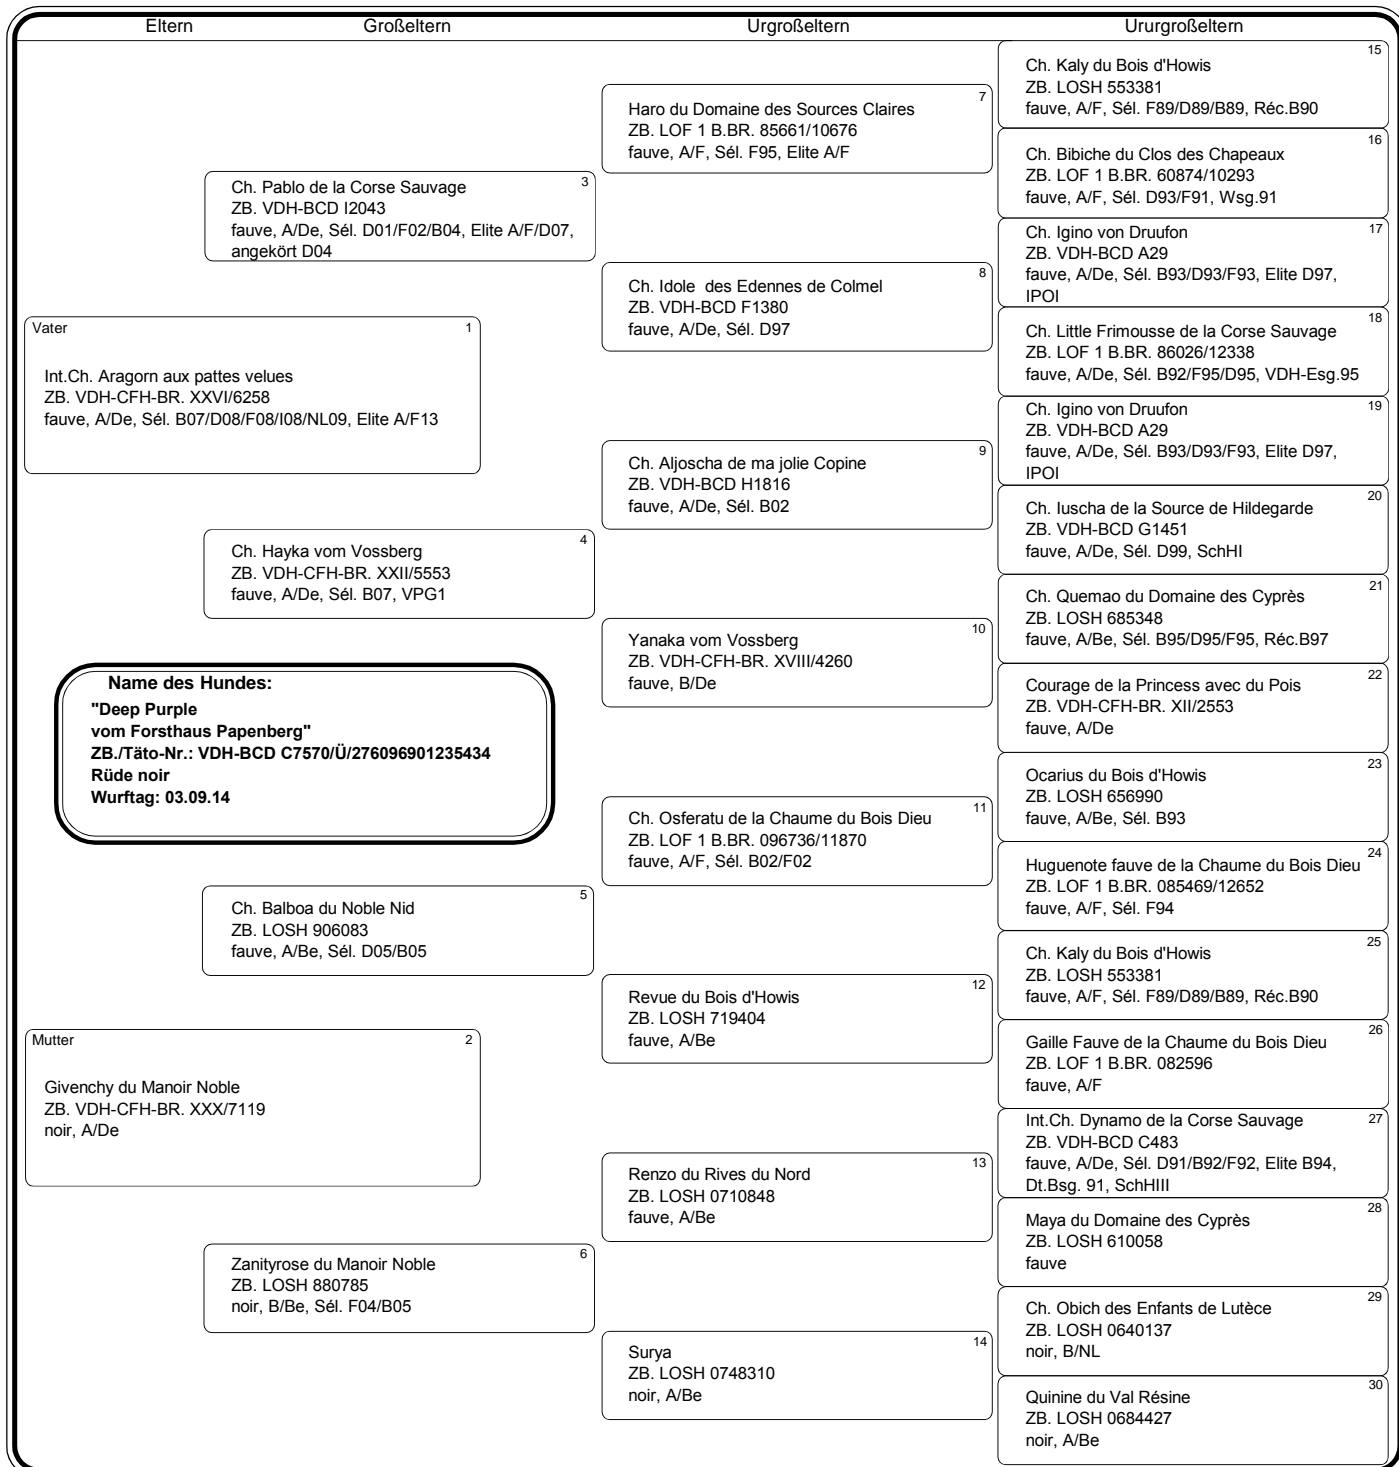 Eltern
Großeltern
Urgroßeltern
Ururgroßeltern
Vater 1
Int.Ch. Aragorn aux pattes velues
ZB. VDH-CFH-BR. XXVI/6258
fauve, A/De, Sél. B07/D08/F08/I08/NL09, Elite A/F13
Mutter 2
Givenchy du Manoir Noble
ZB. VDH-CFH-BR. XXX/7119
noir, A/De
Name des Hundes:
"Deep Purple
vom Forsthaus Papenberg"
ZB./Täto-Nr.: VDH-BCD C7570/Ü/276096901235434
Rüde noir
Wurftag: 03.09.14
3
Ch. Pablo de la Corse Sauvage
ZB. VDH-BCD I2043
fauve, A/De, Sél. D01/F02/B04, Elite A/F/D07,
angekört D04
4
Ch. Hayka vom Vossberg
ZB. VDH-CFH-BR. XXII/5553
fauve, A/De, Sél. B07, VPG1
5
Ch. Balboa du Noble Nid
ZB. LOSH 906083
fauve, A/Be, Sél. D05/B05
6
Zanityrose du Manoir Noble
ZB. LOSH 880785
noir, B/Be, Sél. F04/B05
7
Haro du Domaine des Sources Claires
ZB. LOF 1 B.BR. 85661/10676
fauve, A/F, Sél. F95, Elite A/F
8
Ch. Idole  des Edennes de Colmel
ZB. VDH-BCD F1380
fauve, A/De, Sél. D97
9
Ch. Aljoscha de ma jolie Copine
ZB. VDH-BCD H1816
fauve, A/De, Sél. B02
10
Yanaka vom Vossberg
ZB. VDH-CFH-BR. XVIII/4260
fauve, B/De
11
Ch. Osferatu de la Chaume du Bois Dieu
ZB. LOF 1 B.BR. 096736/11870
fauve, A/F, Sél. B02/F02
12
Revue du Bois d'Howis
ZB. LOSH 719404
fauve, A/Be
13
Renzo du Rives du Nord
ZB. LOSH 0710848
fauve, A/Be
14
Surya
ZB. LOSH 0748310
noir, A/Be
15
Ch. Kaly du Bois d'Howis
ZB. LOSH 553381
fauve, A/F, Sél. F89/D89/B89, Réc.B90
16
Ch. Bibiche du Clos des Chapeaux
ZB. LOF 1 B.BR. 60874/10293
fauve, A/F, Sél. D93/F91, Wsg.91
17
Ch. Igino von Druufon
ZB. VDH-BCD A29
fauve, A/De, Sél. B93/D93/F93, Elite D97,
IPOI
18
Ch. Little Frimousse de la Corse Sauvage
ZB. LOF 1 B.BR. 86026/12338
fauve, A/De, Sél. B92/F95/D95, VDH-Esg.95
19
Ch. Igino von Druufon
ZB. VDH-BCD A29
fauve, A/De, Sél. B93/D93/F93, Elite D97,
IPOI
20
Ch. Iuscha de la Source de Hildegarde
ZB. VDH-BCD G1451
fauve, A/De, Sél. D99, SchHI
21
Ch. Quemao du Domaine des Cyprès
ZB. LOSH 685348
fauve, A/Be, Sél. B95/D95/F95, Réc.B97
22
Courage de la Princess avec du Pois
ZB. VDH-CFH-BR. XII/2553
fauve, A/De
23
Ocarius du Bois d'Howis
ZB. LOSH 656990
fauve, A/Be, Sél. B93
24
Huguenote fauve de la Chaume du Bois Dieu
ZB. LOF 1 B.BR. 085469/12652
fauve, A/F, Sél. F94
25
Ch. Kaly du Bois d'Howis
ZB. LOSH 553381
fauve, A/F, Sél. F89/D89/B89, Réc.B90
26
Gaille Fauve de la Chaume du Bois Dieu
ZB. LOF 1 B.BR. 082596
fauve, A/F
27
Int.Ch. Dynamo de la Corse Sauvage
ZB. VDH-BCD C483
fauve, A/De, Sél. D91/B92/F92, Elite B94,
Dt.Bsg. 91, SchHIII
28
Maya du Domaine des Cyprès
ZB. LOSH 610058
fauve
29
Ch. Obich des Enfants de Lutèce
ZB. LOSH 0640137
noir, B/NL
30
Quinine du Val Résine
ZB. LOSH 0684427
noir, A/Be